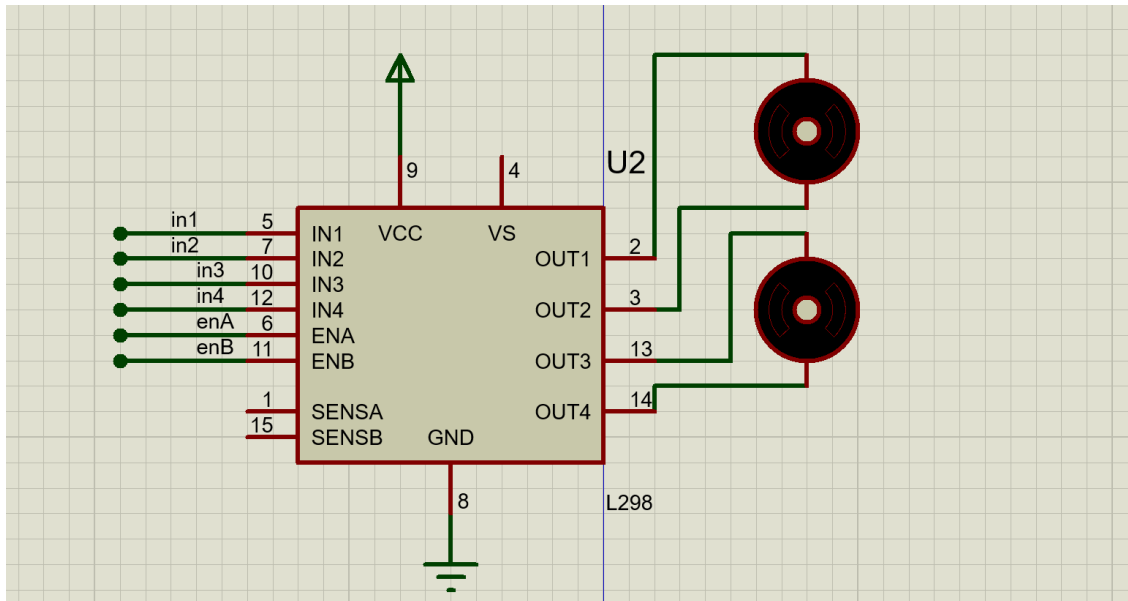 U2
9 4
in1 5 IN1 VCC VS
in2 7 IN2 OUT1 2
in3 10 IN3
in4 12 IN4 OUT2 3
enA 6 ENA
enB 11 ENB OUT3 13
1 SENSA OUT4 14
15 SENSB GND
8 L298